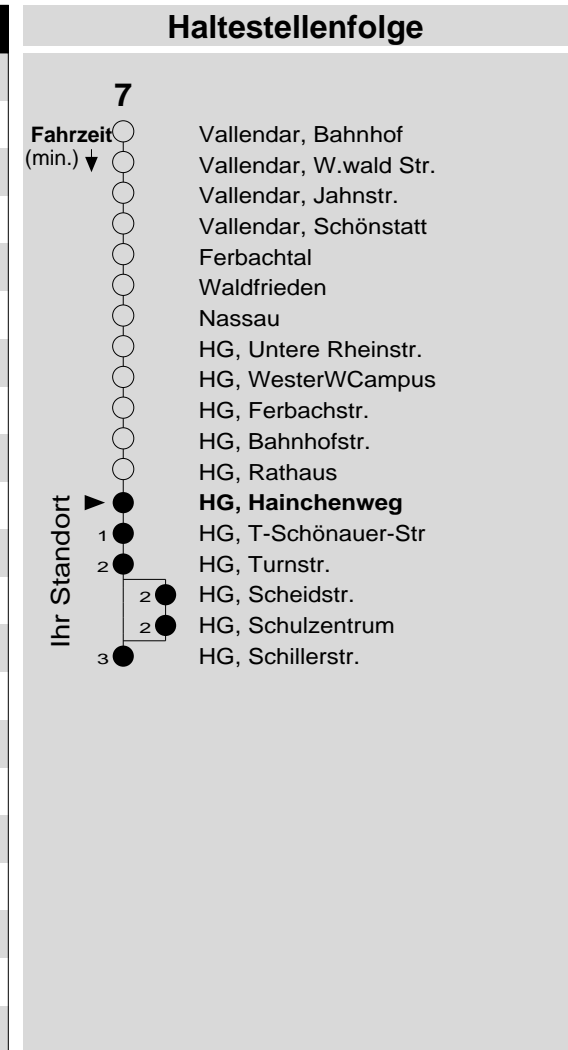 Haltestellenfolge
7
Fahrzeit Vallendar, Bahnhof
(min.) Vallendar, W.wald Str.
Vallendar, Jahnstr.
Vallendar, Schönstatt
Ferbachtal
Waldfrieden
Nassau
HG, Untere Rheinstr.
HG, WesterWCampus
HG, Ferbachstr.
HG, Bahnhofstr.
HG, Rathaus
Ihr Standort
HG, Hainchenweg
1 HG, T-Schönauer-Str
2 HG, Turnstr.
2 HG, Scheidstr.
2 HG, Schulzentrum
3 HG, Schillerstr.